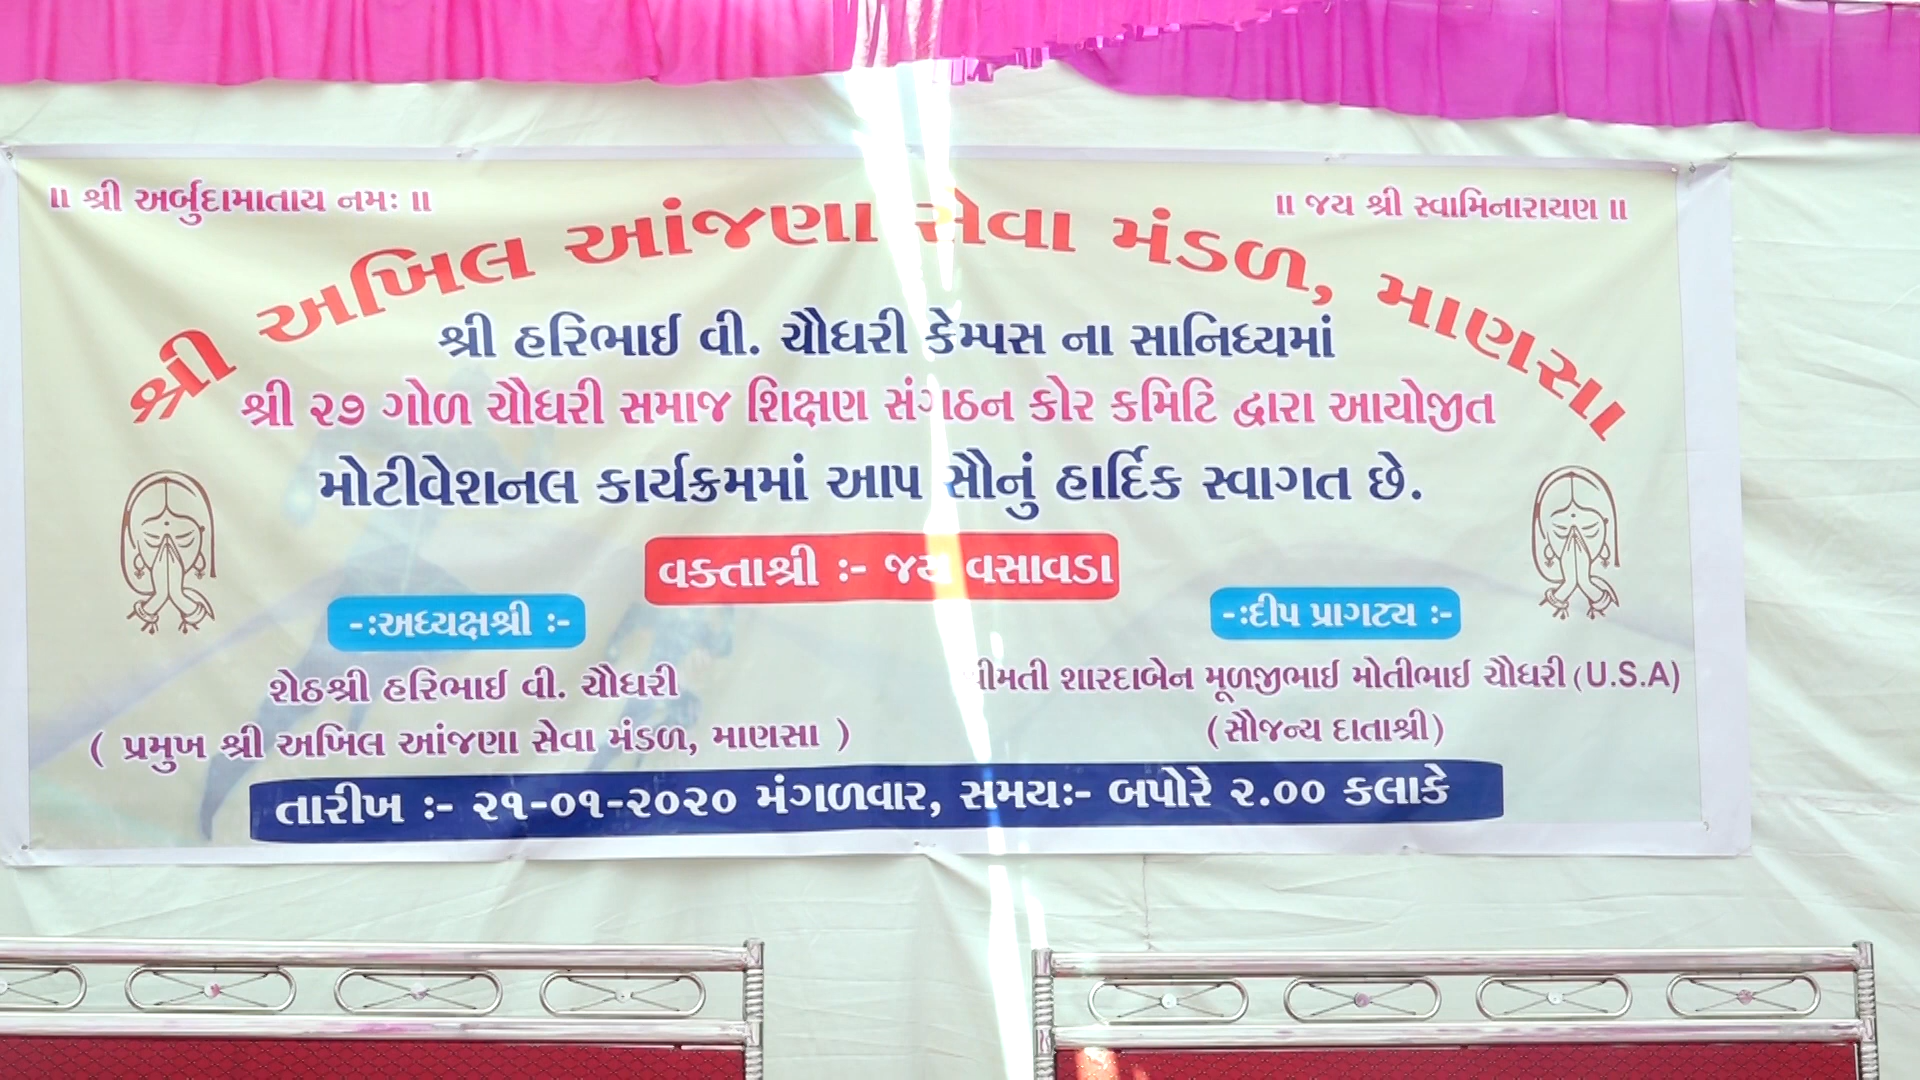 ॥ શ્રી અર્બુદામાતાય નમઃ ॥
॥ જય શ્રી સ્વામિનારાયણ ॥
શ્રી અખિલ આંજણા સેવા મંડળ, માણસા
શ્રી હરિભાઈ વી. ચૌધરી કેમ્પસ ના સાનિધ્યમાં
શ્રી ૨૭ ગોળ ચૌધરી સમાજ શિક્ષણ સંગઠન કોર કમિટિ દ્વારા આયોજીત
મોટીવેશનલ કાર્યક્રમમાં આપ સૌનું હાર્દિક સ્વાગત છે.
વક્તાશ્રી :- જય વસાવડા
-:અધ્યક્ષશ્રી :-
શેઠશ્રી હરિભાઈ વી. ચૌધરી
( પ્રમુખ શ્રી અખિલ આંજણા સેવા મંડળ, માણસા )
-:દીપ પ્રાગટ્ય :-
શ્રીમતી શારદાબેન મૂળજીભાઈ મોતીભાઈ ચૌધરી (U.S.A)
(સૌજન્ય દાતાશ્રી)
તારીખ :- ૨૧-૦૧-૨૦૨૦ મંગળવાર, સમયઃ- બપોરે ૨.૦૦ કલાકે